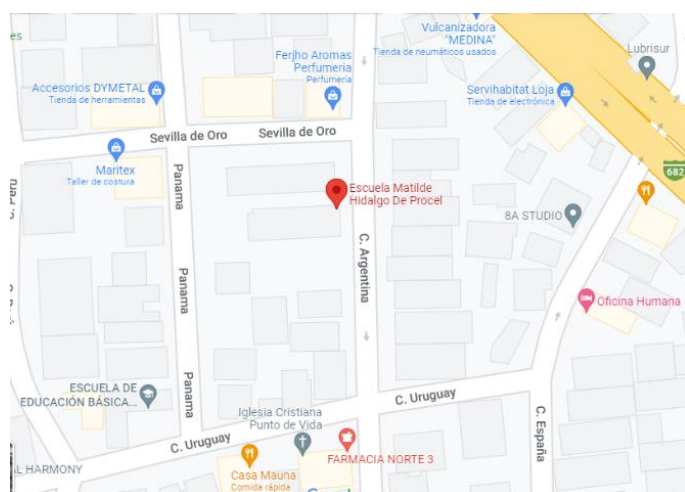 es
Vulcanizadora
"MEDINA"
Tienda de neumáticos usados
Lubrisur
Ferjho Aromas
Perfumeria
Perfumería
Accesorios DYMETAL
Tienda de herramientas
Servihabitat Loja
Tienda de electrónica
Sevilla de Oro
Sevilla de Oro
Maritex
Taller de costura
Panama
682
Escuela Matilde
Hidalgo De Procel
8A STUDIO
C. Argentina
Panama
Oficina Humana
ESCUELA DE
EDUCACIÓN BÁSICA...
Panama
C. Uruguay
Iglesia Cristiana
Punto de Vida
C. España
C. Uruguay
AL HARMONY
FARMACIA NORTE 3
Casa Mauna
Comida rápida